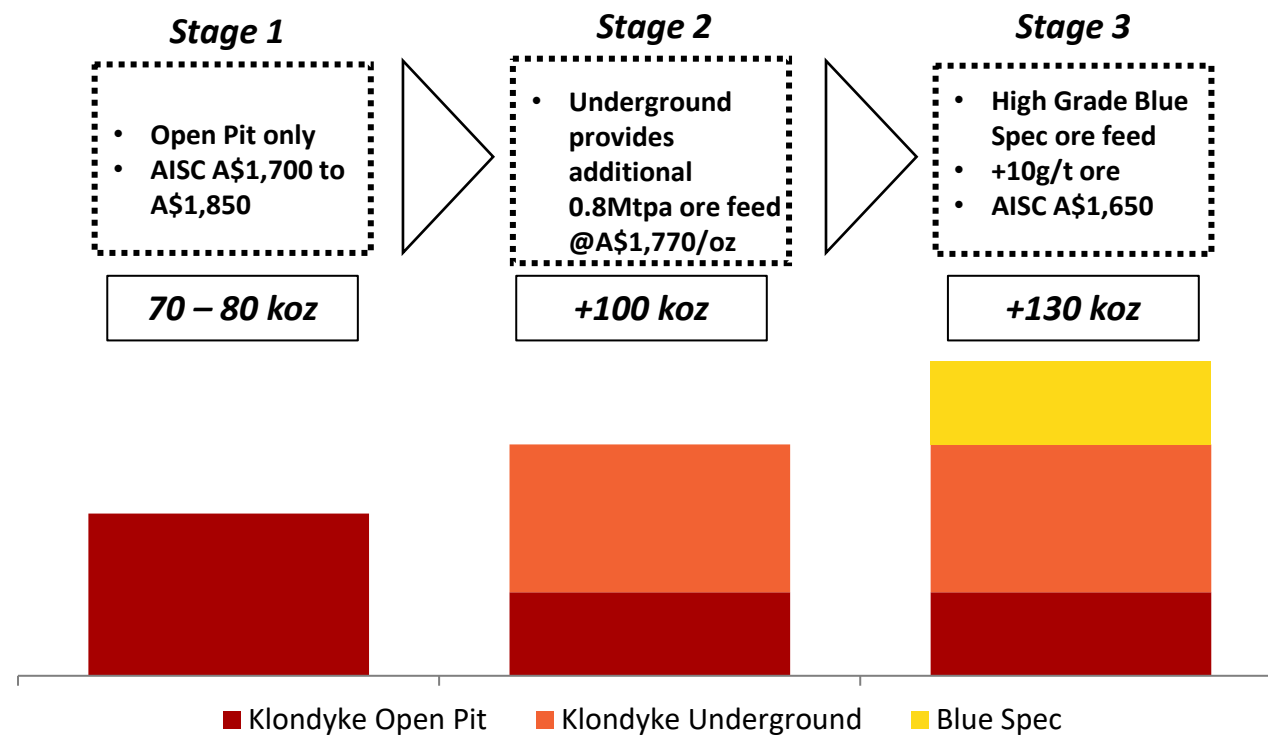 Stage 1
• Open Pit only
• AISC A$1,700 to
A$1,850
70 – 80 koz
Stage 2
• Underground
provides
additional
0.8Mtpa ore feed
@A$1,770/oz
+100 koz
Stage 3
• High Grade Blue
Spec ore feed
• +10g/t ore
• AISC A$1,650
+130 koz
Klondyke Open Pit
Klondyke Underground
Blue Spec